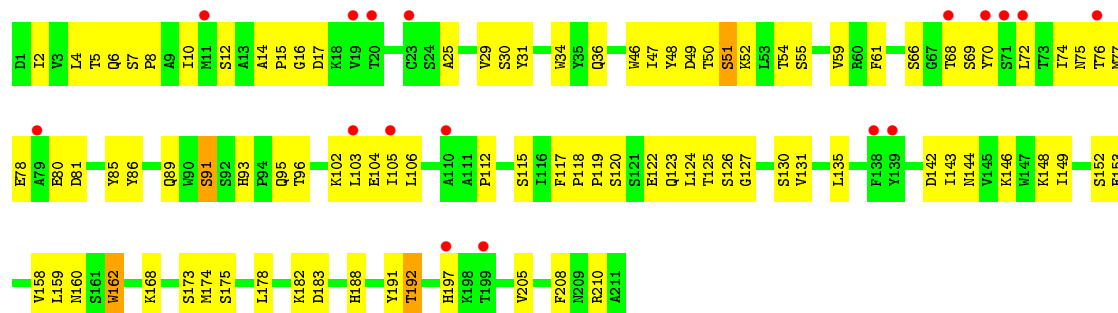 D1 I2 V3 L4 T5 Q6 S7 P8 A9 I10 M11 S12 A13 A14 P15 G16 D17 K18 V19 T20 C23 S24 A25 V29 S30 Y31 W34 Y35 Q36 W46 I47 Y48 D49 T50 S51 K52 L53 T54 S55 V59 R60 F61 S66 G67 T68 S69 Y70 S71 L72 T73 I74 N75 T76 M77
E78 A79 E80 D81 Y85 Y86 Q89 W90 S91 S92 H93 P94 Q95 T96 K102 L103 E104 I105 L106 A110 A111 P112 S115 I116 F117 P118 P119 S120 S121 E122 Q123 L124 T125 S126 G127 S130 V131 L135 F138 Y139 D142 I143 N144 V145 K146 W147 K148 I149 S152 E153
V158 L159 N160 S161 W162 K168 S173 M174 S175 L178 K182 D183 H188 Y191 T192 H197 K198 T199 V205 F208 N209 R210 A211